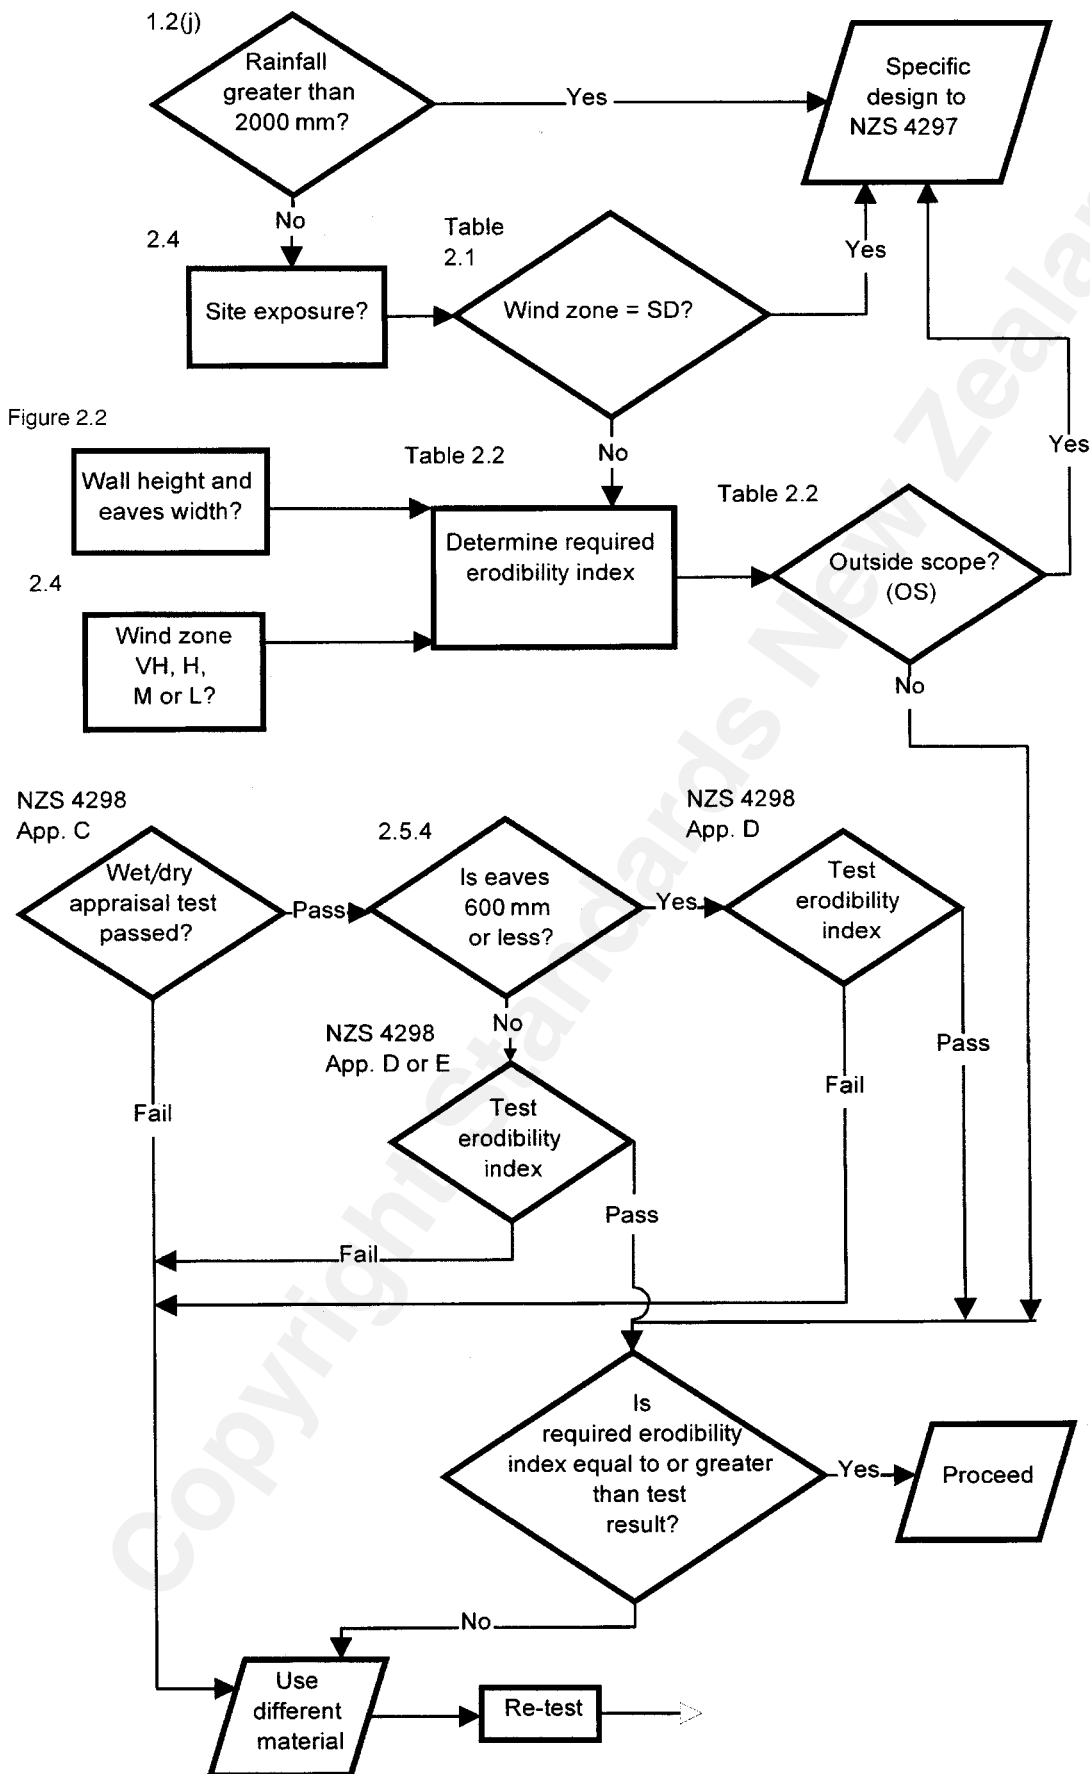 1.2(j)
Rainfall
greater than
2000 mm?
Yes
Specific
design to
NZS 4297
No
2.4
Site exposure?
Table
2.1
Wind zone = SD?
Yes
Figure 2.2
Wall height and
eaves width?
No
Table 2.2
Determine required
erodibility index
Table 2.2
Outside scope?
(OS)
Yes
2.4
Wind zone
VH, H,
M or L?
No
NZS 4298
App. C
Wet/dry
appraisal test
passed?
Pass
2.5.4
Is eaves
600 mm
or less?
Yes
NZS 4298
App. D
Test
erodibility
index
No
NZS 4298
App. D or E
Test
erodibility
index
Fail
Fail
Pass
Pass
Fail
Is
required erodibility
index equal to or greater
than test
result?
Yes
Proceed
No
Use
different
material
Re-test
Copyright Standards New Zealan